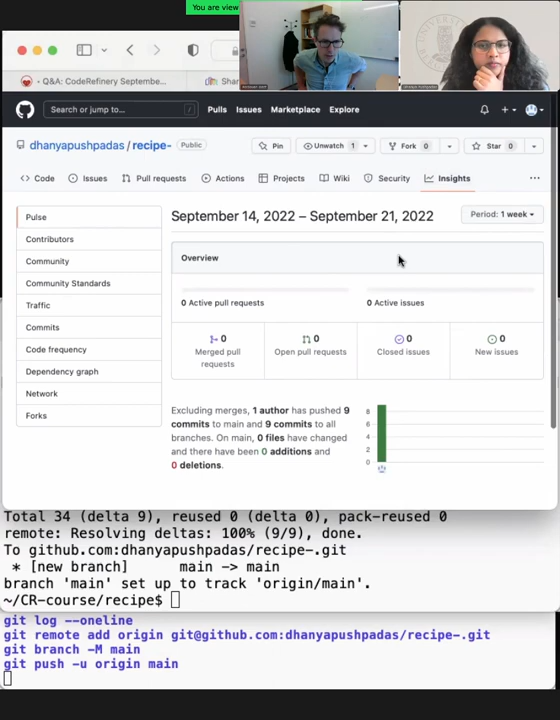 You are view
Q&A: CodeRefinery Septembe...
Shar
Search or jump to...
/
Pulls Issues Marketplace Explore
dhanyapushpadas / recipe- Public
Pin Unwatch 1 Fork 0 Star 0
Code Issues Pull requests Actions Projects Wiki Security Insights ...
Pulse
Contributors
Community
Community Standards
Traffic
Commits
Code frequency
Dependency graph
Network
Forks
September 14, 2022 – September 21, 2022
Period: 1 week
Overview
0 Active pull requests
0 Active issues
0
Merged pull
requests
0
Open pull requests
0
Closed issues
0
New issues
Excluding merges, 1 author has pushed 9
commits to main and 9 commits to all
branches. On main, 0 files have changed
and there have been 0 additions and
0 deletions.
8
6
4
2
0
Total 34 (delta 9), reused 0 (delta 0), pack-reused 0
remote: Resolving deltas: 100% (9/9), done.
To github.com:dhanyapushpadas/recipe-.git
* [new branch] main -> main
branch 'main' set up to track 'origin/main'.
~/CR-course/recipe$
git log --oneline
git remote add origin git@github.com:dhanyapushpadas/recipe-.git
git branch -M main
git push -u origin main